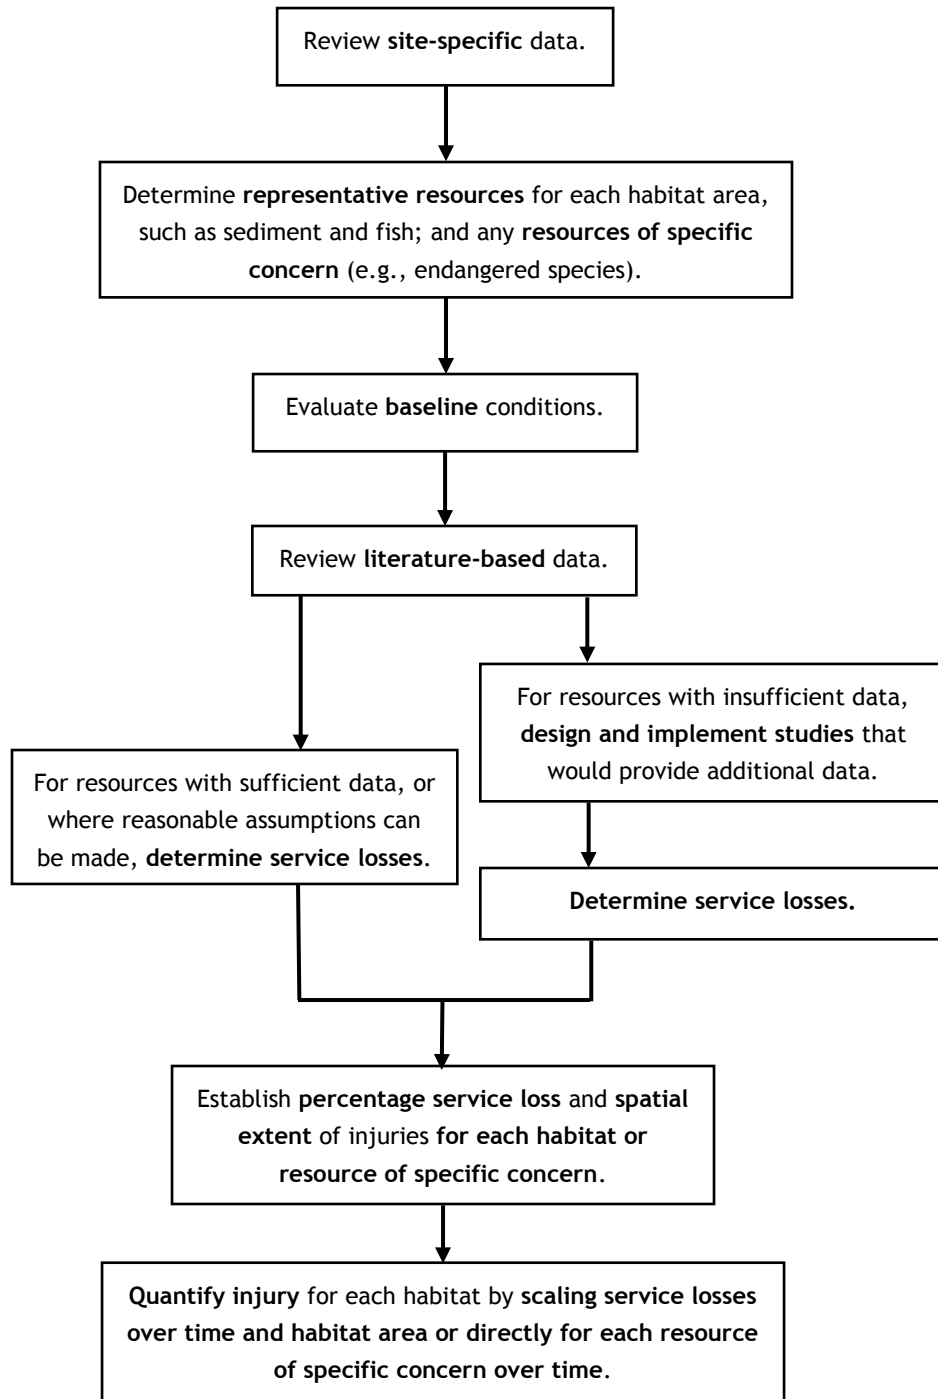 Review site-specific data.
Determine representative resources for each habitat area,
such as sediment and fish; and any resources of specific
concern (e.g., endangered species).
Evaluate baseline conditions.
Review literature-based data.
For resources with insufficient data,
design and implement studies that
would provide additional data.
For resources with sufficient data, or
where reasonable assumptions can
be made, determine service losses.
Determine service losses.
Establish percentage service loss and spatial
extent of injuries for each habitat or
resource of specific concern.
Quantify injury for each habitat by scaling service losses
over time and habitat area or directly for each resource
of specific concern over time.